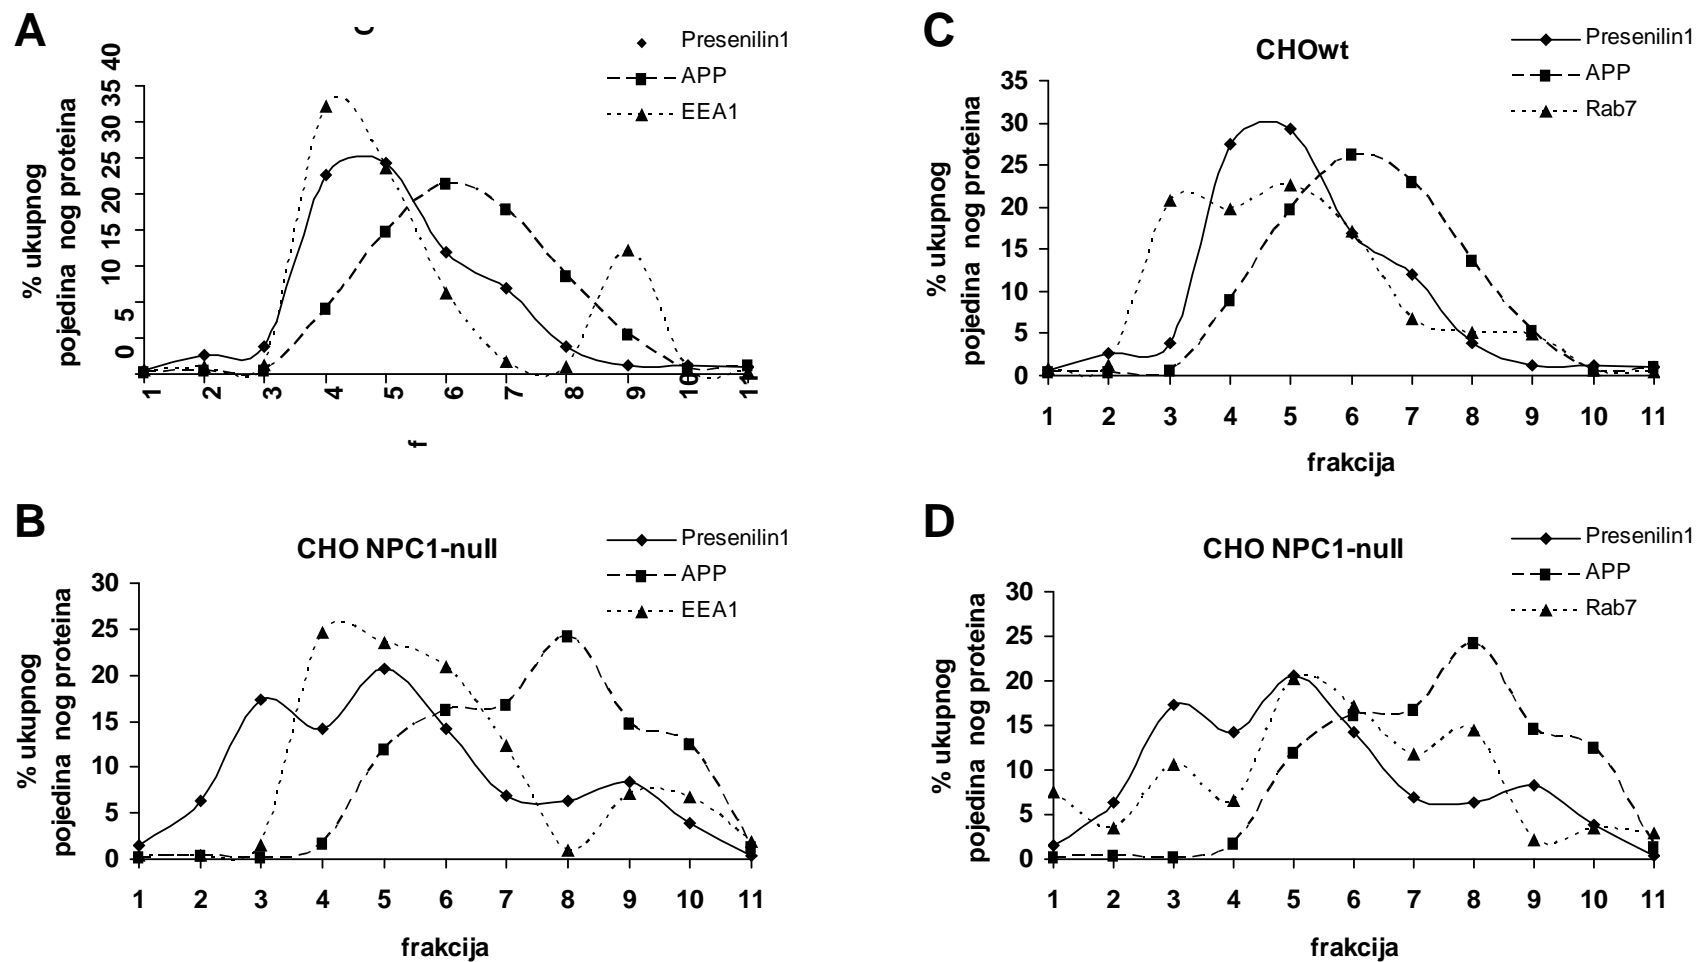 A
Presenilin1
APP
EEA1
% ukupnog
pojedina nog proteina
40
35
30
25
20
15
10
5
0
1 2 3 4 5 6 7 8 9 10 11
f
B
CHO NPC1-null
Presenilin1
APP
EEA1
% ukupnog
pojedina nog proteina
30
25
20
15
10
5
0
1 2 3 4 5 6 7 8 9 10 11
frakcija
C
CHOwt
Presenilin1
APP
Rab7
% ukupnog
pojedina nog proteina
35
30
25
20
15
10
5
0
1 2 3 4 5 6 7 8 9 10 11
frakcija
D
CHO NPC1-null
Presenilin1
APP
Rab7
% ukupnog
pojedina nog proteina
30
25
20
15
10
5
0
1 2 3 4 5 6 7 8 9 10 11
frakcija